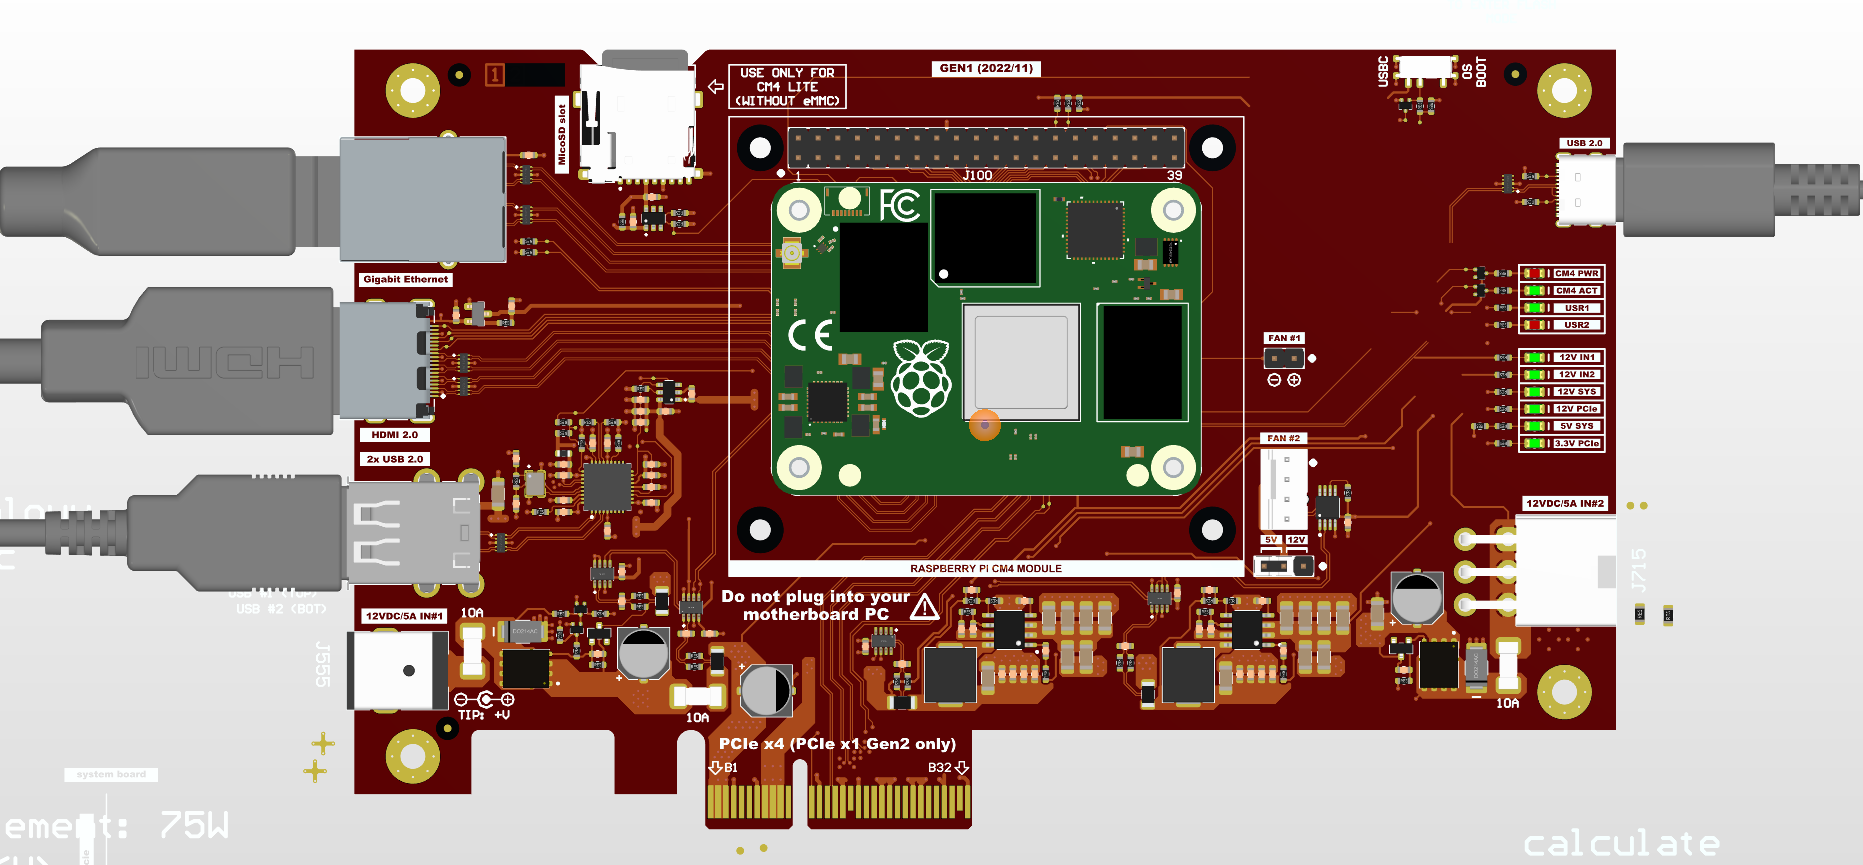 USE ONLY FOR
CM4 LITE
(WITHOUT eMMC)
GEN1 (2022/11)
USBC
OS
BOOT
1
MicoSD slot
USB 2.0
1
J100
39
FC
CM4 PWR
CM4 ACT
USR1
USR2
Gigabit Ethernet
CE
FAN #1
HDMI
12V IN1
12V IN2
12V SYS
12V PCIe
5V SYS
3.3V PCIe
HDMI 2.0
2x USB 2.0
FAN #2
12VDC/5A IN#2
5V
12V
RASPBERRY PI CM4 MODULE
J715
USB #2 (BOT)
12VDC/5A IN#1
10A
Do not plug into your
motherboard PC
J555
TIP: +V
10A
10A
PCIe x4 (PCIe x1 Gen2 only)
B1
B32
system board
ement: 75W
calculate